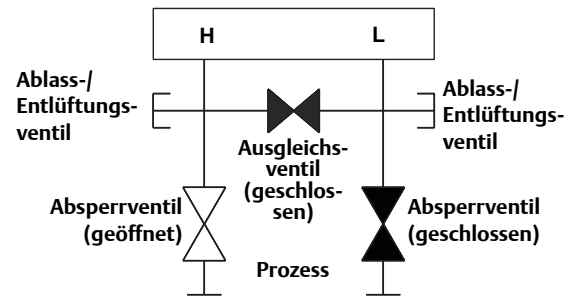 H
L
Ablass-/
Entlüftungs-
ventil
Ablass-/
Entlüftungs-
ventil
Ausgleichs-
ventil
(geschlos-
sen)
Absperrventil
(geöffnet)
Absperrventil
(geschlossen)
Prozess